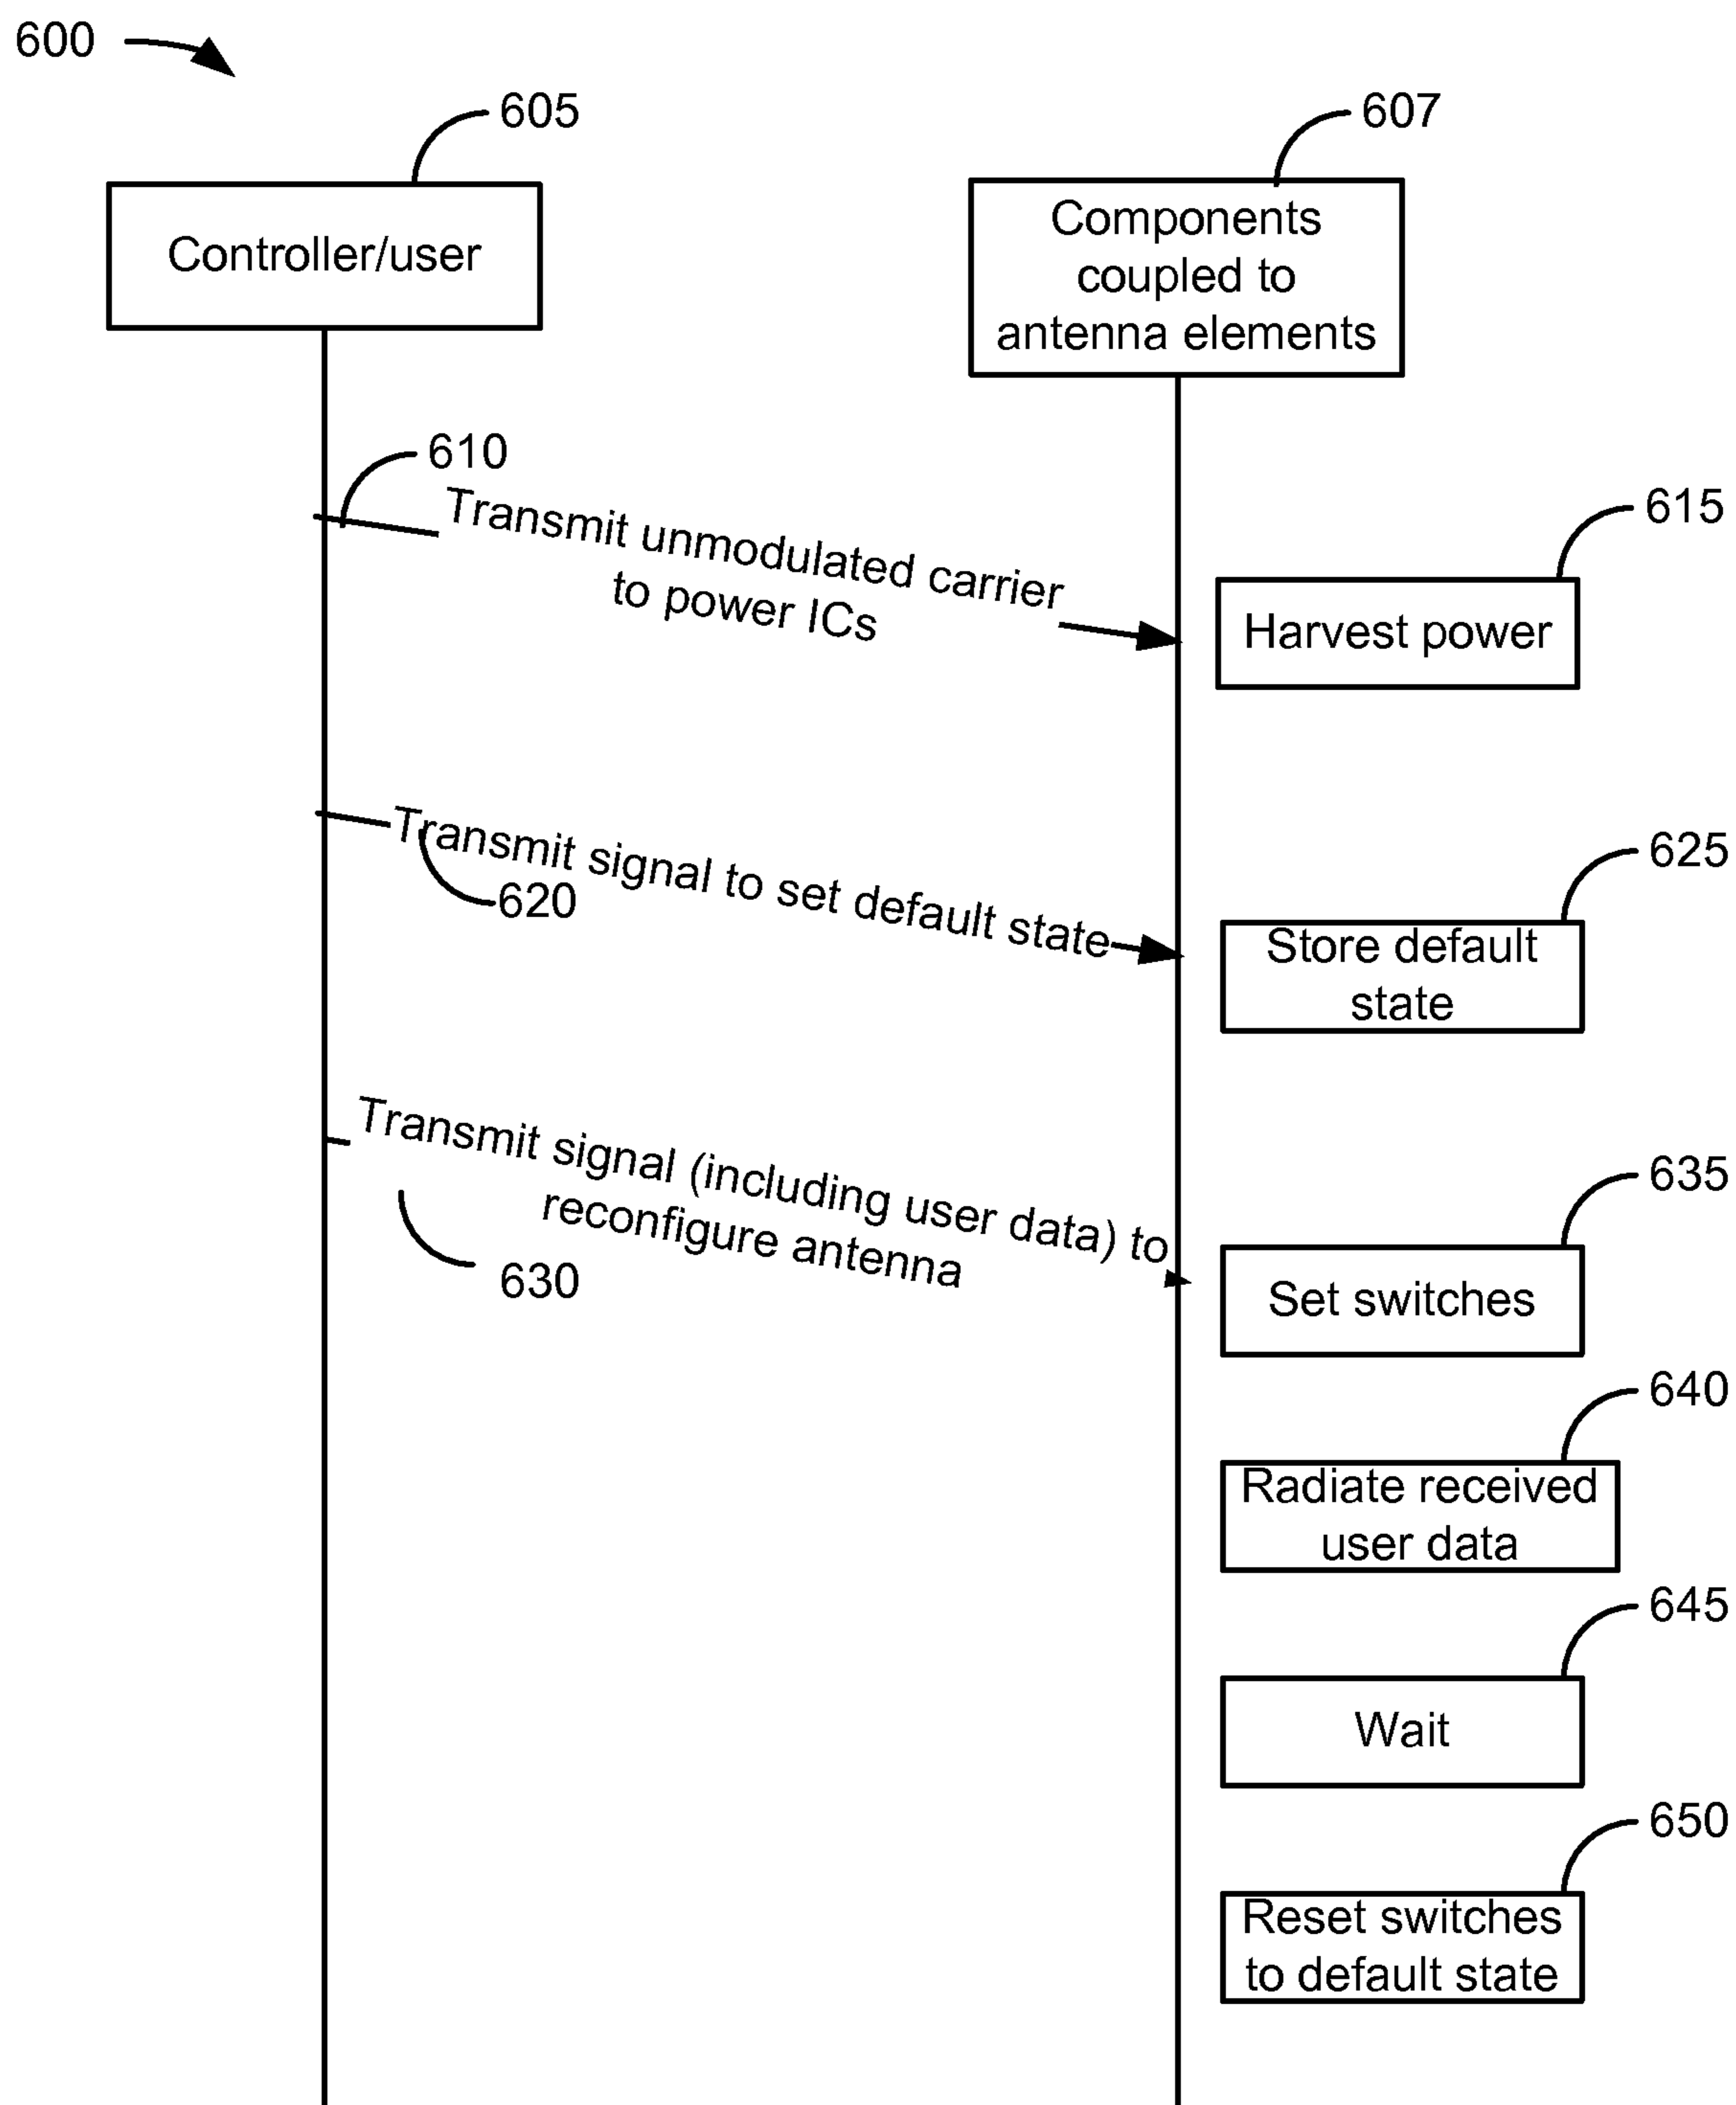 600
605
607
Controller/user
Components
coupled to
antenna elements
610
Transmit unmodulated carrier
to power ICs
615
Harvest power
Transmit signal to set default state
620
625
Store default
state
Transmit signal (including user data) to
reconfigure antenna
630
635
Set switches
640
Radiate received
user data
645
Wait
650
Reset switches
to default state